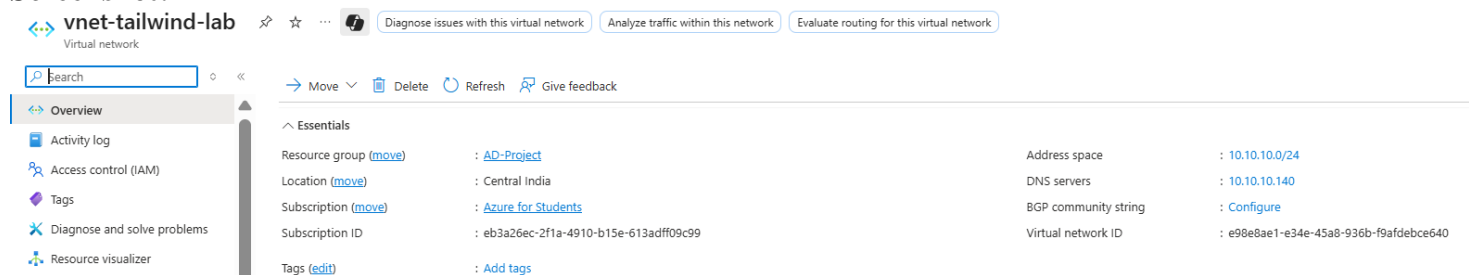 vnet-tailwind-lab
Diagnose issues with this virtual network
Analyze traffic within this network
Evaluate routing for this virtual network
Virtual network
Search
Move
Delete
Refresh
Give feedback
Overview
Activity log
Access control (IAM)
Tags
Diagnose and solve problems
Resource visualizer
Essentials
Resource group (move) : AD-Project
Location (move) : Central India
Subscription (move) : Azure for Students
Subscription ID : eb3a26ec-2f1a-4910-b15e-613adff09c99
Tags (edit) : Add tags
Address space : 10.10.10.0/24
DNS servers : 10.10.10.140
BGP community string : Configure
Virtual network ID : e98e8ae1-e34e-45a8-936b-f9afdebce640